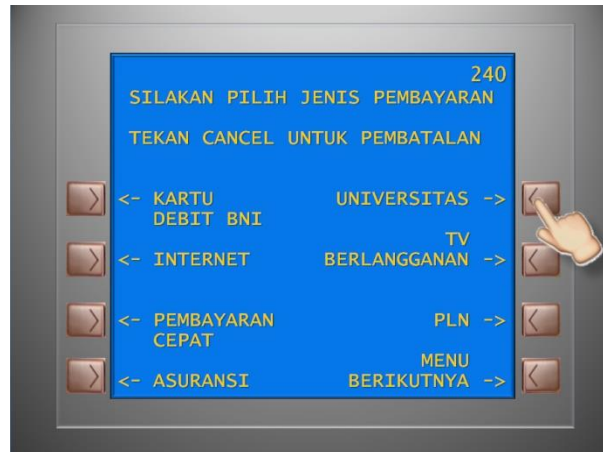 240
SILAKAN PILIH JENIS PEMBAYARAN
TEKAN CANCEL UNTUK PEMBATALAN
<- KARTU DEBIT BNI
UNIVERSITAS ->
<- INTERNET
TV BERLANGGANAN ->
<- PEMBAYARAN CEPAT
PLN ->
<- ASURANSI
MENU BERIKUTNYA ->